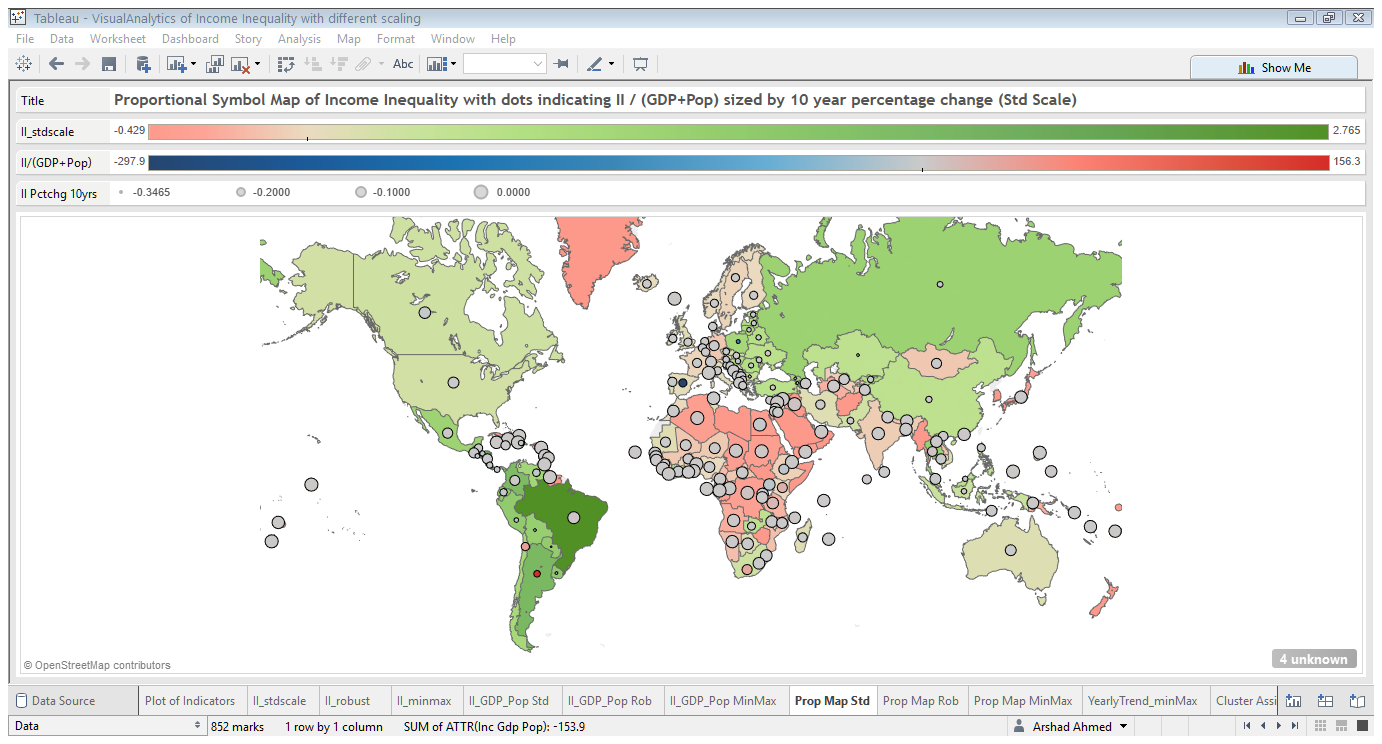 Tableau - VisualAnalytics of Income Inequality with different scaling
File Data Worksheet Dashboard Story Analysis Map Format Window Help
Abc
Show Me
Title Proportional Symbol Map of Income Inequality with dots indicating II / (GDP+Pop) sized by 10 year percentage change (Std Scale)
II_stdscale -0.429 2.765
II/(GDP+Pop) -297.9 156.3
II Pctchg 10yrs -0.3465 -0.2000 -0.1000 0.0000
© OpenStreetMap contributors
4 unknown
Data Source Plot of Indicators II_stdscale II_robust II_minmax II_GDP_Pop Std II_GDP_Pop Rob II_GDP_Pop MinMax Prop Map Std Prop Map Rob Prop Map MinMax YearlyTrend_minMax Cluster Assi
Data 852 marks 1 row by 1 column SUM of ATTR(Inc Gdp Pop): -153.9 Arshad Ahmed